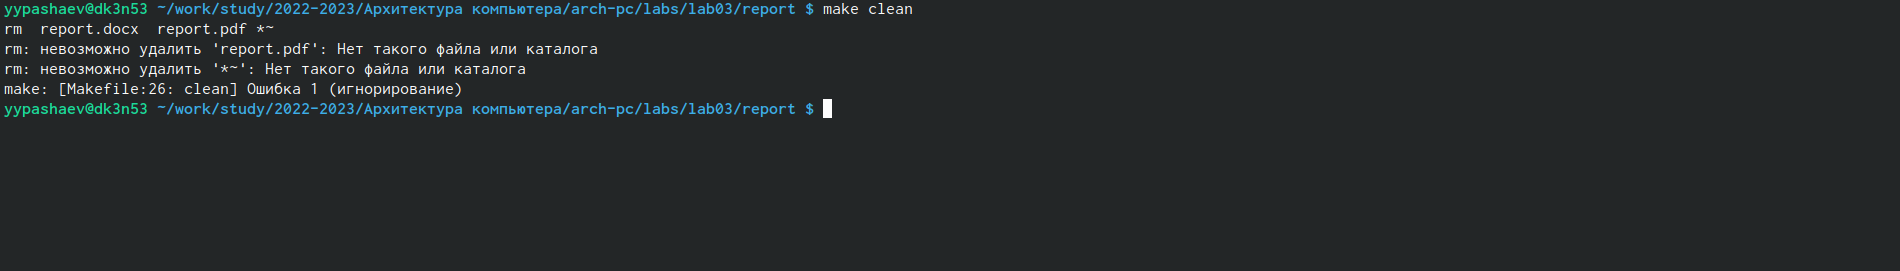 yypashaev@dk3n53 ~/work/study/2022-2023/Архитектура компьютера/arch-pc/labs/lab03/report $ make clean
rm  report.docx  report.pdf *~
rm: невозможно удалить 'report.pdf': Нет такого файла или каталога
rm: невозможно удалить '*~': Нет такого файла или каталога
make: [Makefile:26: clean] Ошибка 1 (игнорирование)
yypashaev@dk3n53 ~/work/study/2022-2023/Архитектура компьютера/arch-pc/labs/lab03/report $